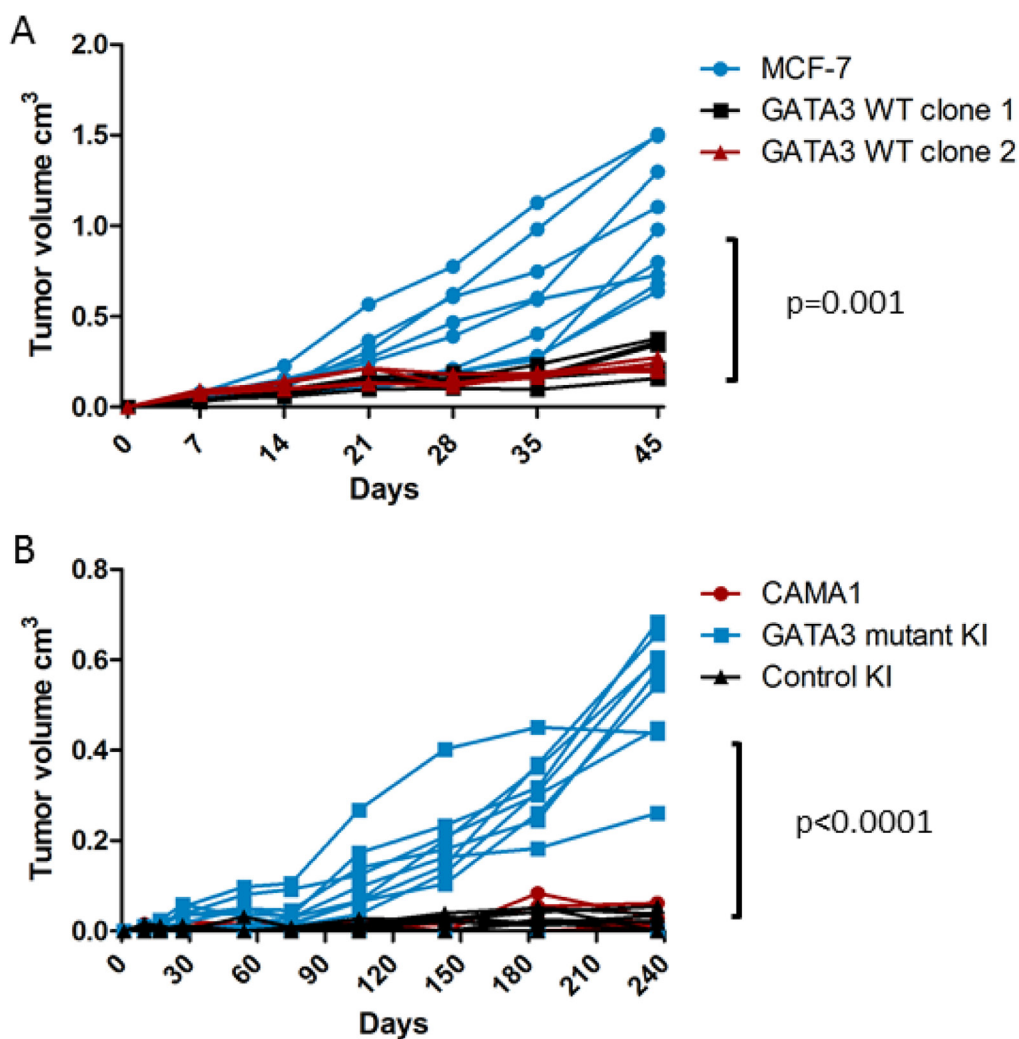 A
Tumor volume cm³
2.0
1.5
1.0
0.5
0.0
0 7 14 21 28 35 45
Days
MCF-7
GATA3 WT clone 1
GATA3 WT clone 2
p=0.001
B
Tumor volume cm³
0.8
0.6
0.4
0.2
0.0
0 30 60 90 120 150 180 210 240
Days
CAMA1
GATA3 mutant KI
Control KI
p<0.0001